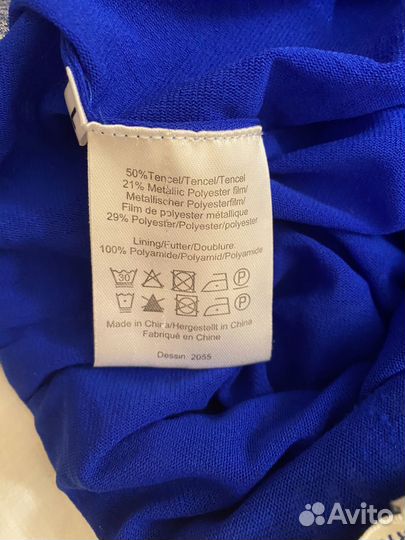 50%Tencel/Tencel/Tencel
21% Metallic Polyester film/
Metallischer Polyesterfilm/
Film de polyester métallique
29% Polyester/Polyester/polyester
Lining/Futter/Doublure:
100% Polyamide/Polyamid/Polyamide
30 P
P
Made in China/Hergestellt in China
Fabriqué en Chine
Dessin: 2055
Avito